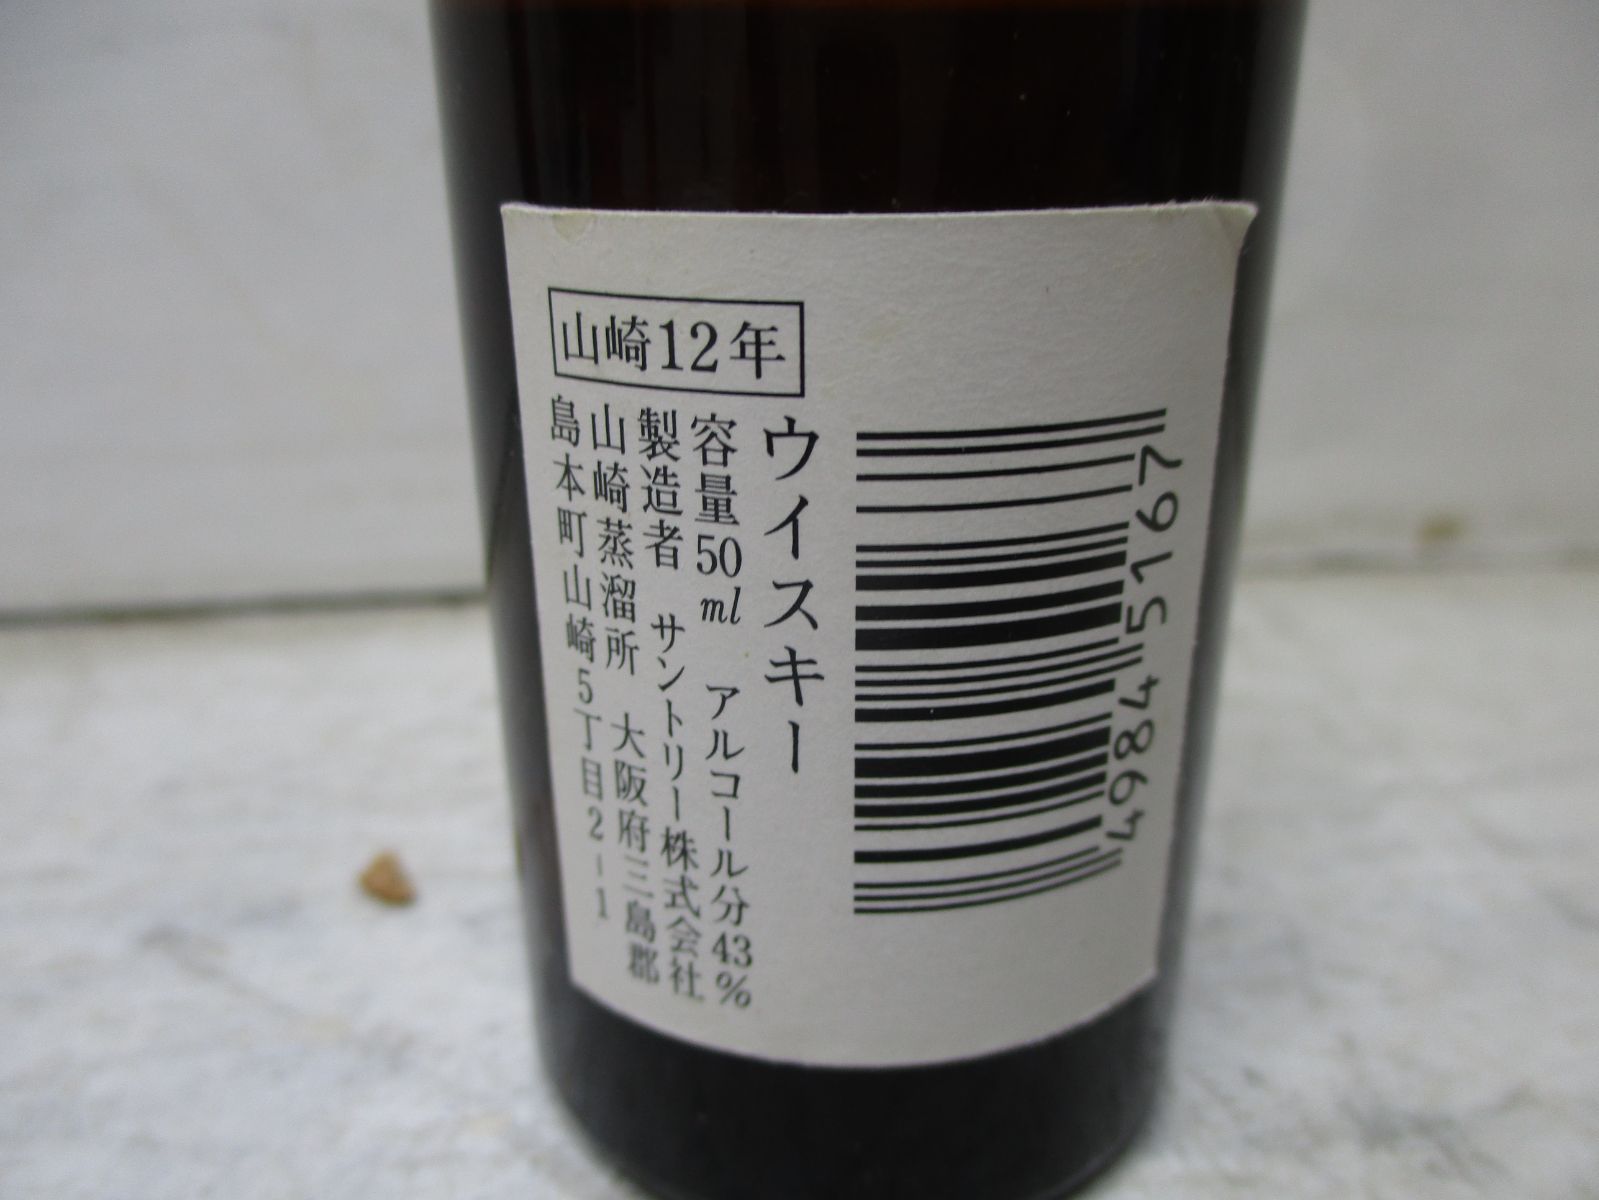 山崎12年
ウイスキー
容量50ml アルコール分43%
製造者 サントリー株式会社
山崎蒸溜所 大阪府三島郡
島本町山崎5丁目2-1
49845167